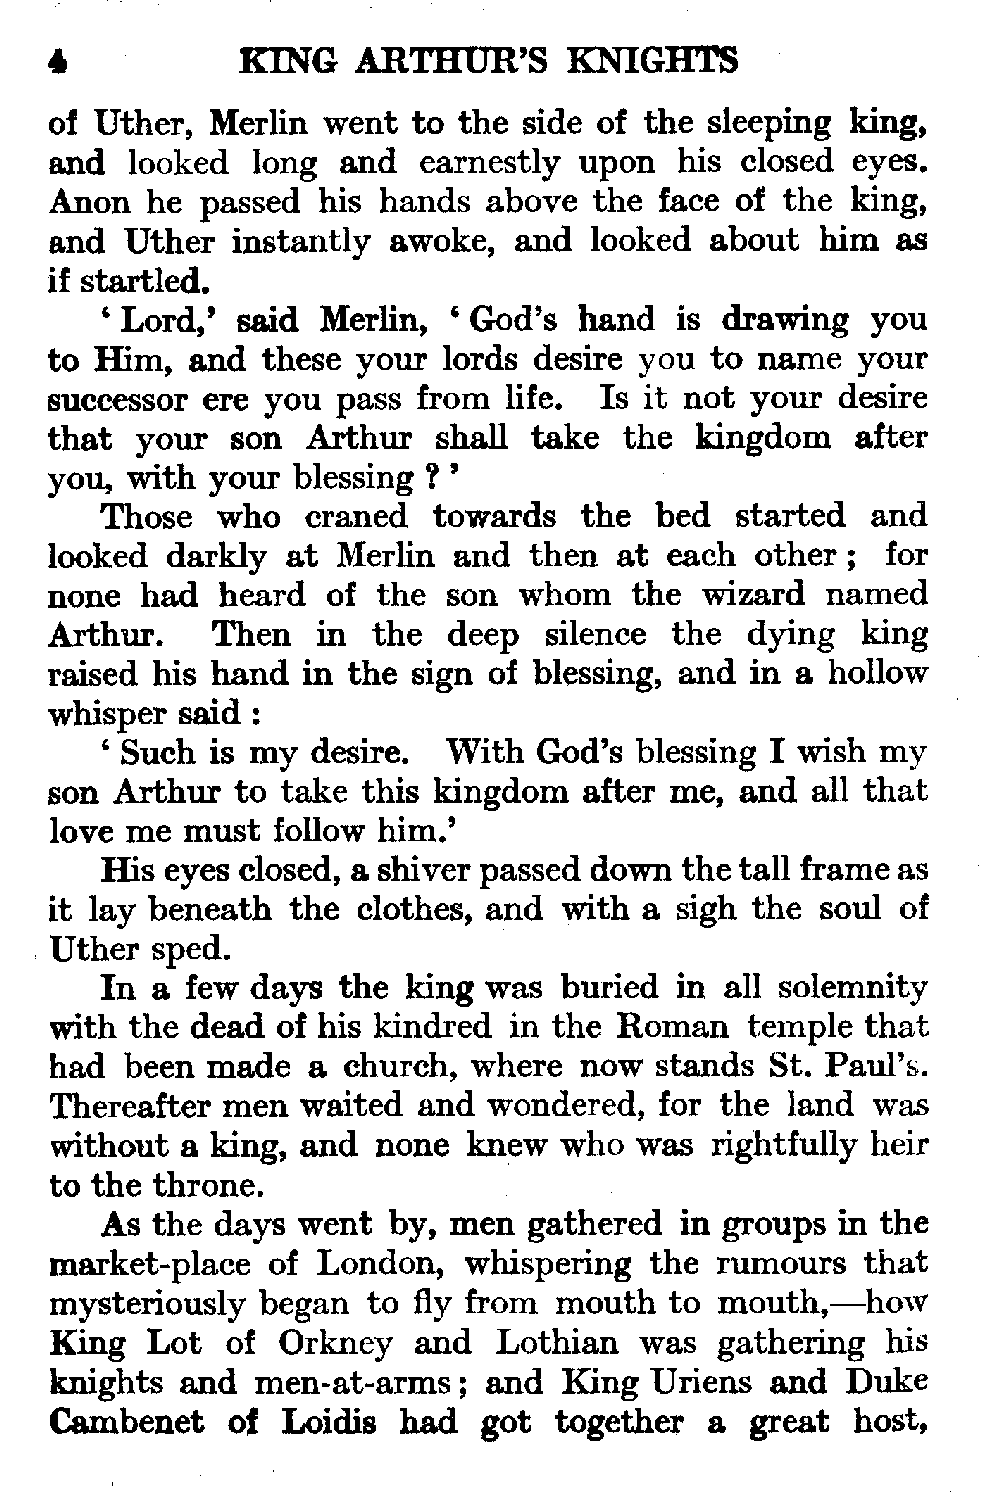 4 KING ARTHUR'S KNIGHTS
of Uther, Merlin went to the side of the sleeping king,
and looked long and earnestly upon his closed eyes.
Anon he passed his hands above the face of the king,
and Uther instantly awoke, and looked about him as
if startled.
‘ Lord,’ said Merlin, ‘ God’s hand is drawing you
to Him, and these your lords desire you to name your
successor ere you pass from life. Is it not your desire
that your son Arthur shall take the kingdom after
you, with your blessing ? ’
Those who craned towards the bed started and
looked darkly at Merlin and then at each other ; for
none had heard of the son whom the wizard named
Arthur. Then in the deep silence the dying king
raised his hand in the sign of blessing, and in a hollow
whisper said :
‘ Such is my desire. With God’s blessing I wish my
son Arthur to take this kingdom after me, and all that
love me must follow him.’
His eyes closed, a shiver passed down the tall frame as
it lay beneath the clothes, and with a sigh the soul of
Uther sped.
In a few days the king was buried in all solemnity
with the dead of his kindred in the Roman temple that
had been made a church, where now stands St. Paul’s.
Thereafter men waited and wondered, for the land was
without a king, and none knew who was rightfully heir
to the throne.
As the days went by, men gathered in groups in the
market-place of London, whispering the rumours that
mysteriously began to fly from mouth to mouth,—how
King Lot of Orkney and Lothian was gathering his
knights and men-at-arms ; and King Uriens and Duke
Cambenet of Loidis had got together a great host,